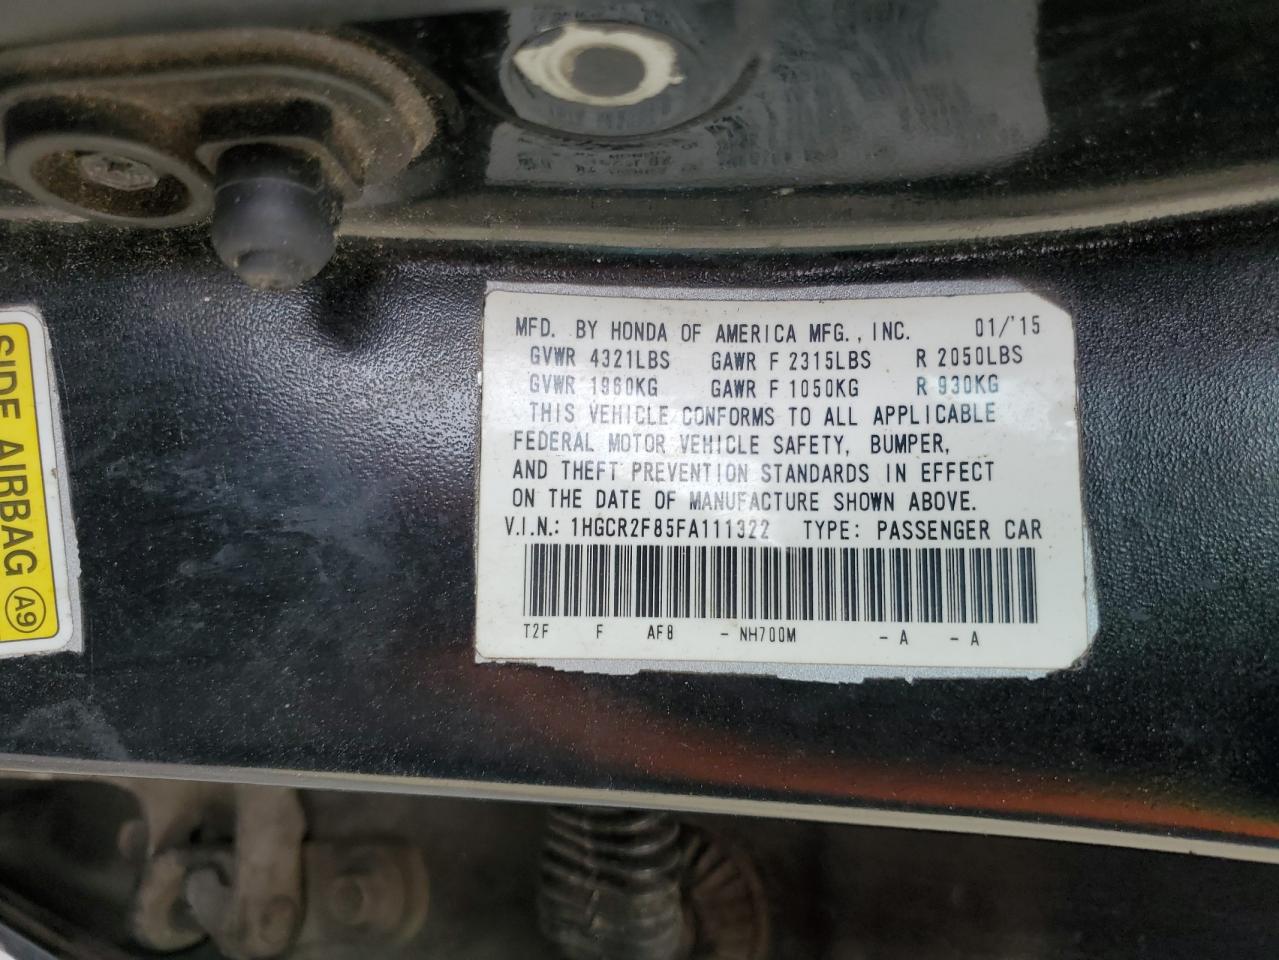 MFD. BY HONDA OF AMERICA MFG., INC. 01/'15
GVWR 4321LBS GAWR F 2315LBS R 2050LBS
GVWR 1960KG GAWR F 1050KG R 930KG
THIS VEHICLE CONFORMS TO ALL APPLICABLE
FEDERAL MOTOR VEHICLE SAFETY, BUMPER,
AND THEFT PREVENTION STANDARDS IN EFFECT
ON THE DATE OF MANUFACTURE SHOWN ABOVE.
V.I.N.: 1HGCR2F85FA111322 TYPE: PASSENGER CAR
T2F F AF8 - NH700M - A - A
SIDE AIRBAG A9